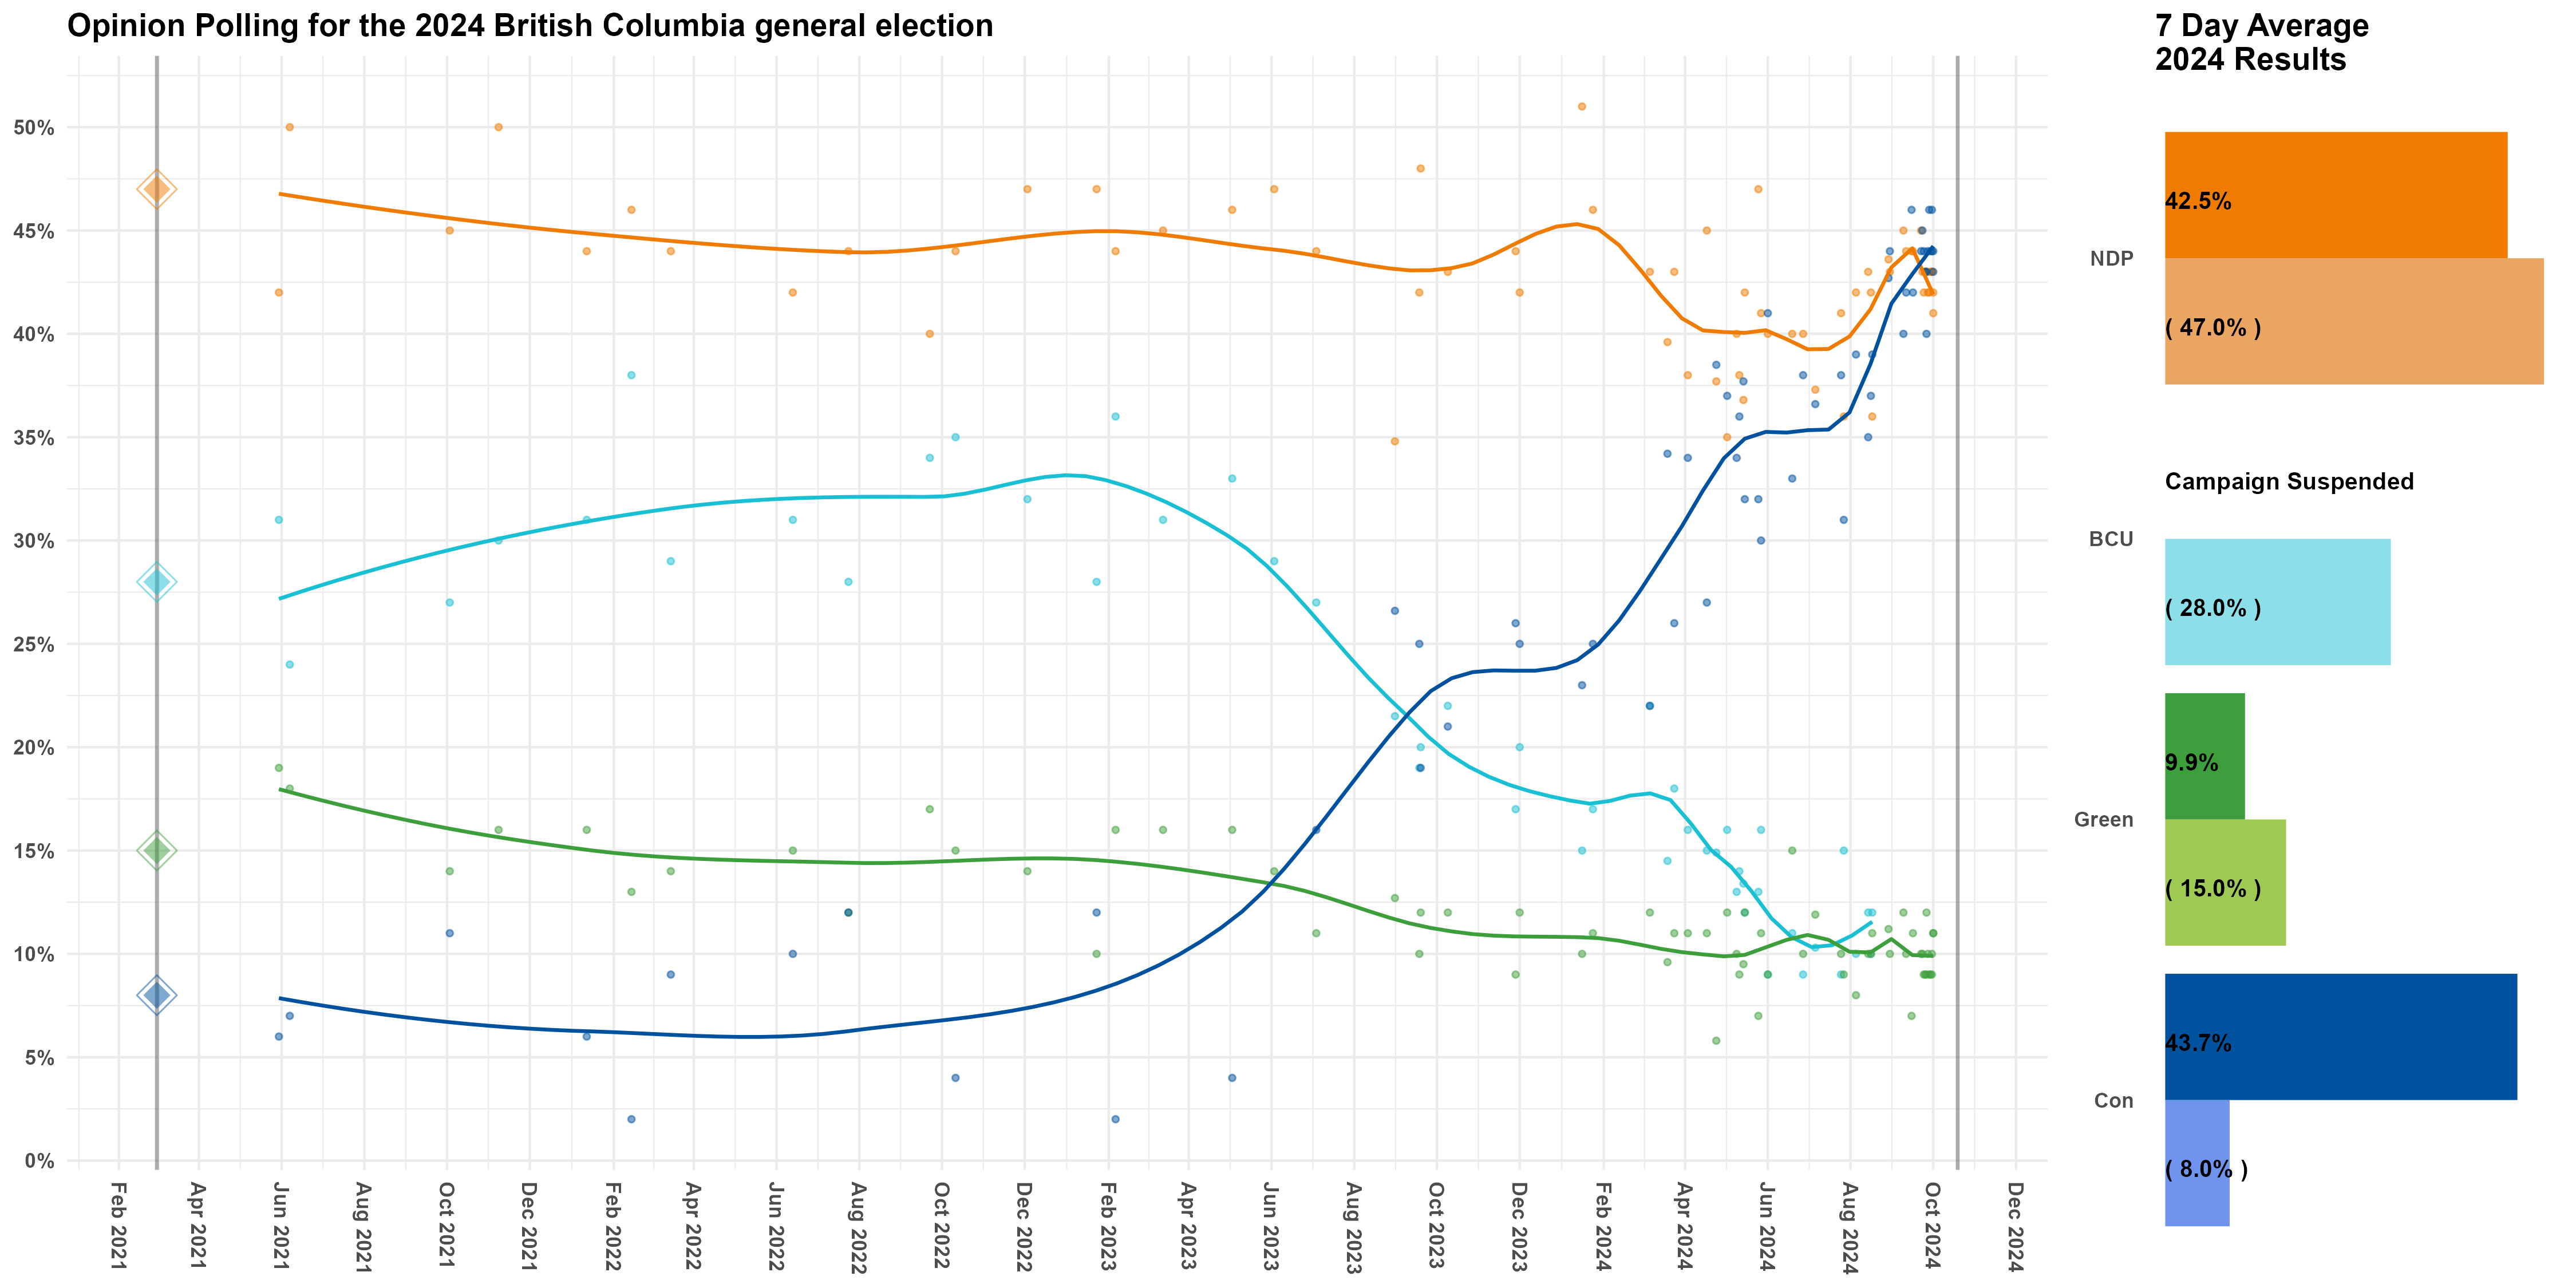 Opinion Polling for the 2024 British Columbia general election
50%
45%
40%
35%
30%
25%
20%
15%
10%
5%
0%
Feb 2021
Apr 2021
Jun 2021
Aug 2021
Oct 2021
Dec 2021
Feb 2022
Apr 2022
Jun 2022
Aug 2022
Oct 2022
Dec 2022
Feb 2023
Apr 2023
Jun 2023
Aug 2023
Oct 2023
Dec 2023
Feb 2024
Apr 2024
Jun 2024
Aug 2024
Oct 2024
Dec 2024
7 Day Average
2024 Results
NDP
42.5%
( 47.0% )
BCU
Campaign Suspended
( 28.0% )
Green
9.9%
( 15.0% )
Con
43.7%
( 8.0% )